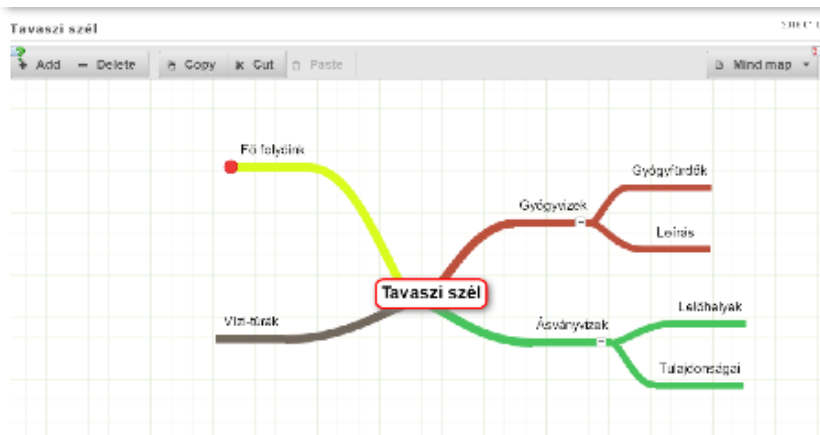 Tavaszi szél
Add Delete Copy Cut Paste Mind map
Fő folyóink
Gyógyfürdők
Gyógyvizek
Leírás
Tavaszi szél
Vízi-túrák
Lelőhelyek
Ásványvizek
Tulajdonságai